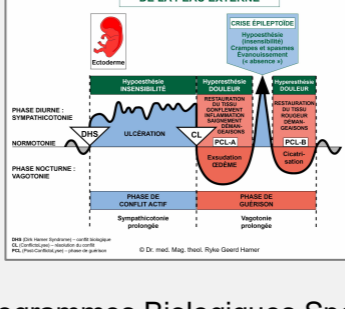 DE LA PEAU EXTERNE
CRISE ÉPILEPTOÏDE
Hypoesthésie
(insensibilité)
Crampes et spasmes
Évanouissement
(« absence »)
Ectoderme
Hypoesthésie
INSENSIBILITÉ
Hyperesthésie
DOULEUR
Hyperesthésie
DOULEUR
PHASE DIURNE :
SYMPATHICOTONIE
RESTAURATION
DU TISSU
GONFLEMENT
INFLAMMATION
SAIGNEMENT
DÉMAN-
GEAISONS
RESTAURATION
DU TISSU
ROUGEUR
DÉMAN-
GEAISONS
DHS
ULCÉRATION
CL
NORMOTONIE
PCL-A
PCL-B
PHASE NOCTURNE :
VAGOTONIE
Exsudation
ŒDÈME
Cicatri-
sation
PHASE DE
CONFLIT ACTIF
PHASE DE
GUÉRISON
Sympathicotonie
prolongée
Vagotonie
prolongée
DHS (Dirk Hamer Syndrome) – conflit biologique
CL (ConflictoLyse) – résolution du conflit
PCL (Post-ConflictoLyse) – phase de guérison
© Dr. med. Mag. theol. Ryke Geerd Hamer